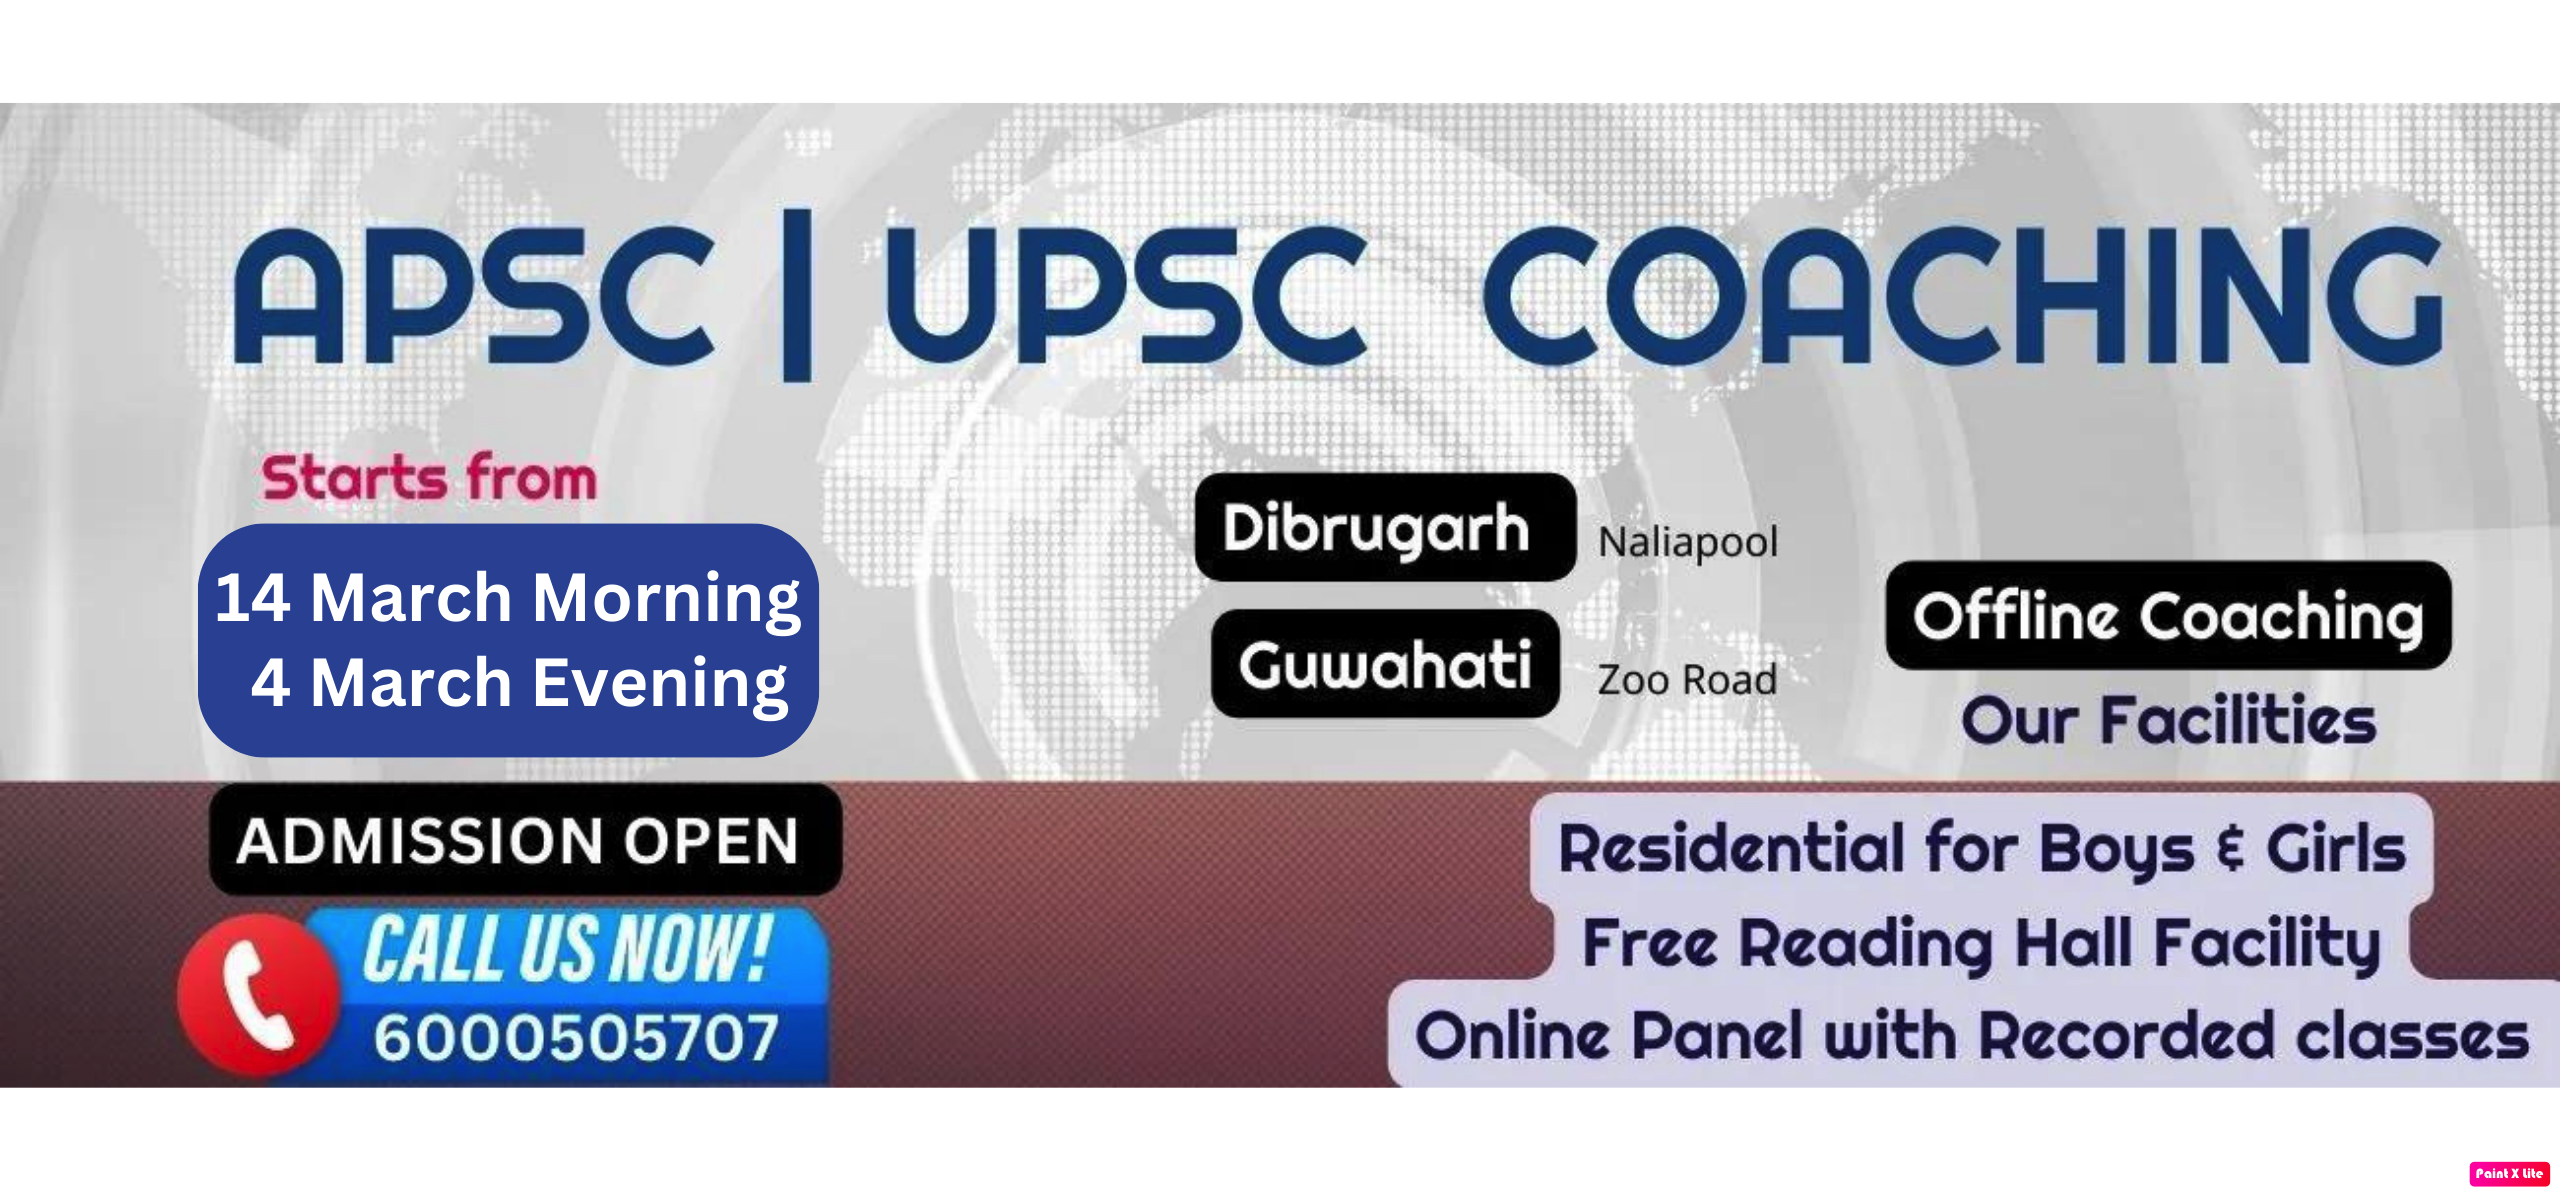 APSC | UPSC COACHING
Starts from
14 March Morning
4 March Evening
Dibrugarh Naliapool
Guwahati Zoo Road
Offline Coaching
Our Facilities
ADMISSION OPEN
CALL US NOW!
6000505707
Residential for Boys & Girls
Free Reading Hall Facility
Online Panel with Recorded classes
Paint X Lite